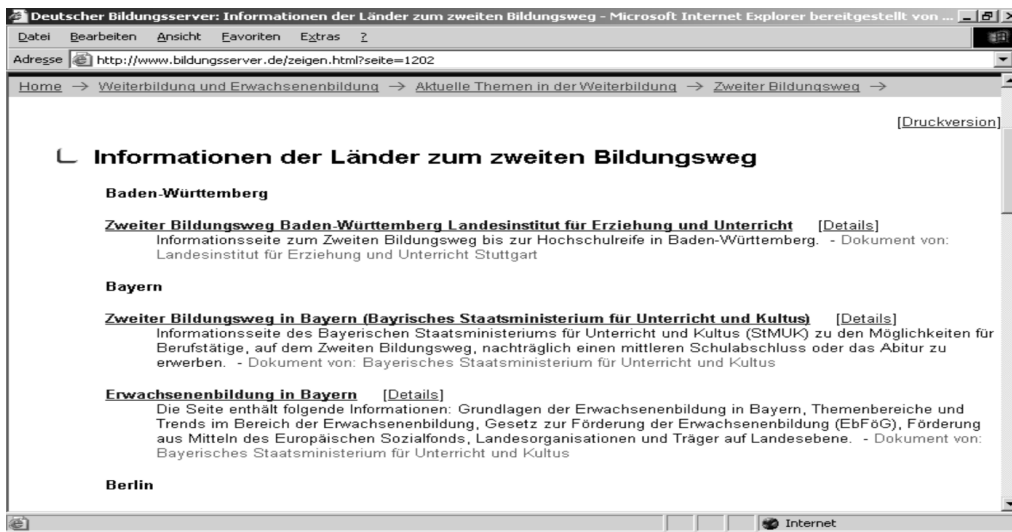 Deutscher Bildungsserver: Informationen der Länder zum zweiten Bildungsweg - Microsoft Internet Explorer bereitgestellt von ...
Datei Bearbeiten Ansicht Favoriten Extras ?
Adresse http://www.bildungsserver.de/zeigen.html?seite=1202
Home → Weiterbildung und Erwachsenenbildung → Aktuelle Themen in der Weiterbildung → Zweiter Bildungsweg →
[Druckversion]
Informationen der Länder zum zweiten Bildungsweg
Baden-Württemberg
Zweiter Bildungsweg Baden-Württemberg Landesinstitut für Erziehung und Unterricht [Details]
Informationsseite zum Zweiten Bildungsweg bis zur Hochschulreife in Baden-Württemberg. - Dokument von:
Landesinstitut für Erziehung und Unterricht Stuttgart
Bayern
Zweiter Bildungsweg in Bayern (Bayrisches Staatsministerium für Unterricht und Kultus) [Details]
Informationsseite des Bayerischen Staatsministeriums für Unterricht und Kultus (StMUK) zu den Möglichkeiten für
Berufstätige, auf dem Zweiten Bildungsweg, nachträglich einen mittleren Schulabschluss oder das Abitur zu
erwerben. - Dokument von: Bayerisches Staatsministerium für Unterricht und Kultus
Erwachsenenbildung in Bayern [Details]
Die Seite enthält folgende Informationen: Grundlagen der Erwachsenenbildung in Bayern, Themenbereiche und
Trends im Bereich der Erwachsenenbildung, Gesetz zur Förderung der Erwachsenenbildung (EbFöG), Förderung
aus Mitteln des Europäischen Sozialfonds, Landesorganisationen und Träger auf Landesebene. - Dokument von:
Bayerisches Staatsministerium für Unterricht und Kultus
Berlin
Internet